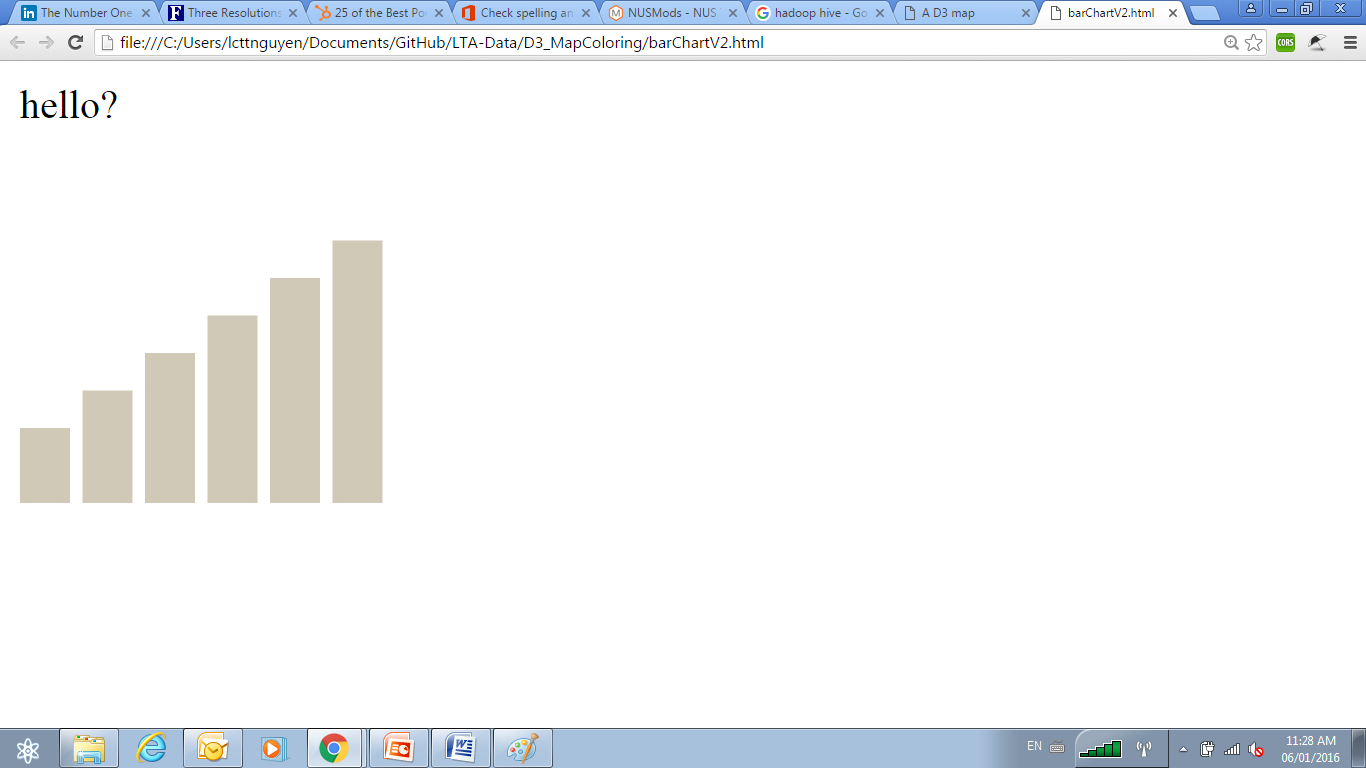 The Number One
Three Resolutions
25 of the Best Po
Check spelling an
NUSMods - NUS
hadoop hive - Go
A D3 map
barChartV2.html
file:///C:/Users/lcttnguyen/Documents/GitHub/LTA-Data/D3_MapColoring/barChartV2.html
CORS
hello?
EN
11:28 AM
06/01/2016